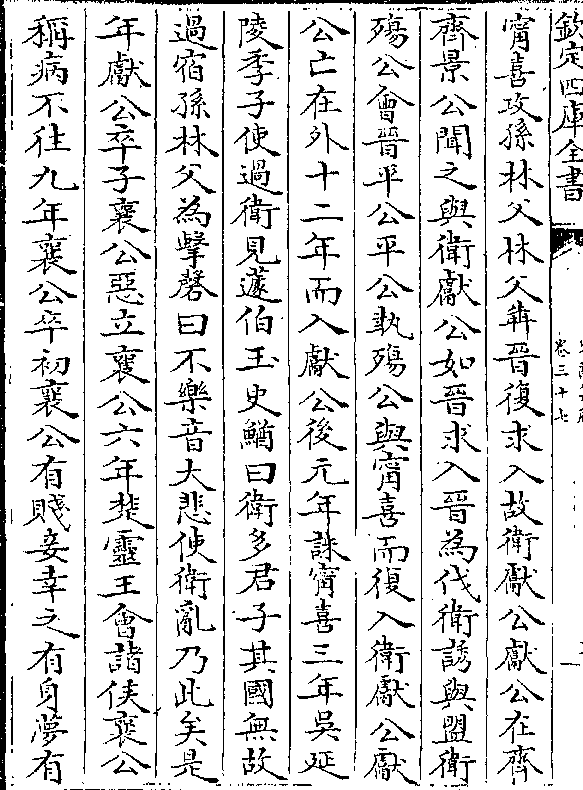 欽定四庫全書
卷三十七
甯喜攻孫林父林父犇晉復求入故衛獻公獻公在齊
齊景公聞之與衛獻公如晉求入晉為伐衛誘與盟衛
殤公會晉平公平公執殤公與甯喜而復入衛獻公獻
公亡在外十二年而入獻公後元年誅甯喜三年吳延
陵季子使過衛見蘧伯玉史鰌曰衛多君子其國無故
過宿孫林父為擊磬曰不樂音大悲使衛亂乃此矣是
年獻公卒子襄公惡立襄公六年楚靈王會諸侯襄公
稱病不往九年襄公卒初襄公有賤妾幸之有身夢有